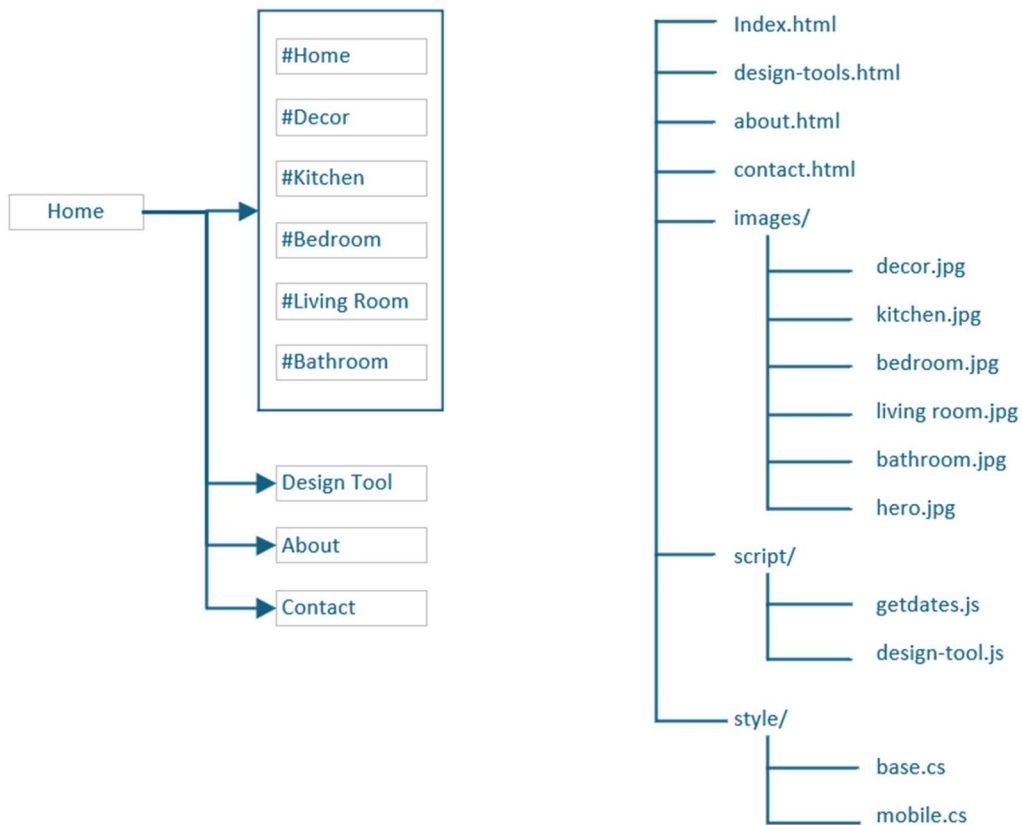 Home
#Home
#Decor
#Kitchen
#Bedroom
#Living Room
#Bathroom
Design Tool
About
Contact
Index.html
design-tools.html
about.html
contact.html
images/
decor.jpg
kitchen.jpg
bedroom.jpg
living room.jpg
bathroom.jpg
hero.jpg
script/
getdates.js
design-tool.js
style/
base.cs
mobile.cs